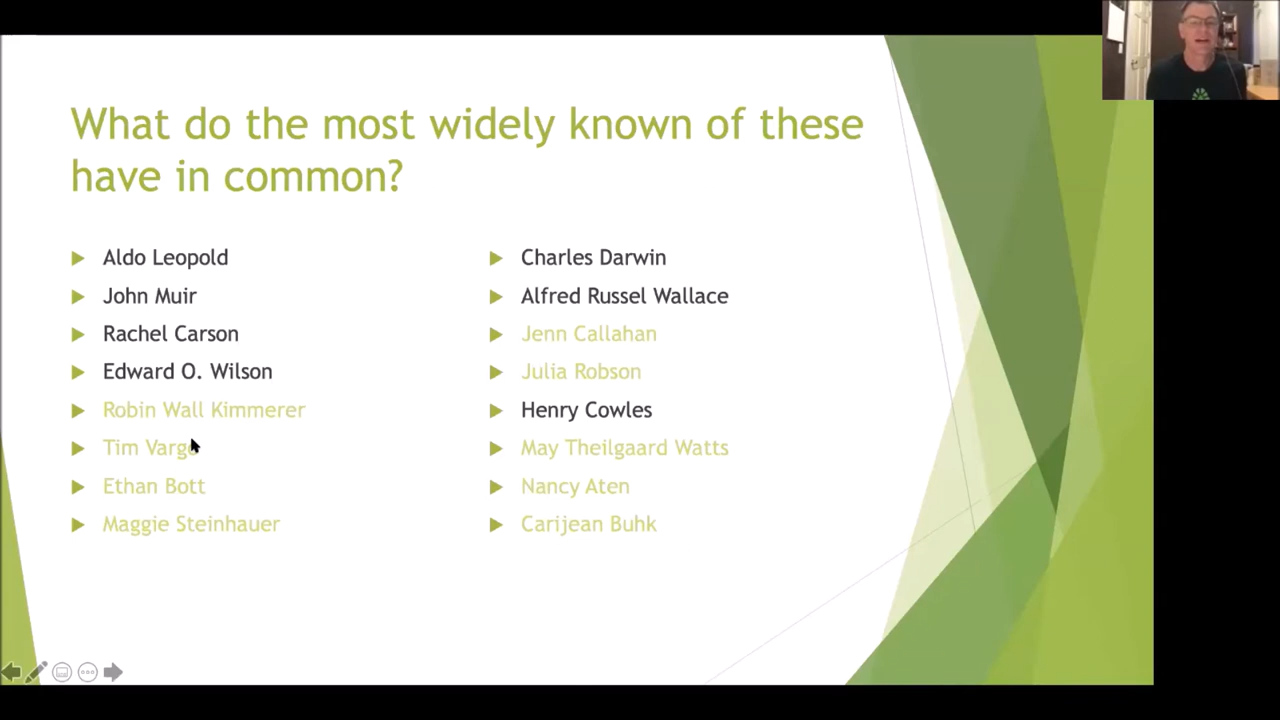 What do the most widely known of these
have in common?
Aldo Leopold
John Muir
Rachel Carson
Edward O. Wilson
Robin Wall Kimmerer
Tim Vargo
Ethan Bott
Maggie Steinhauer
Charles Darwin
Alfred Russel Wallace
Jenn Callahan
Julia Robson
Henry Cowles
May Theilgaard Watts
Nancy Aten
Carijean Buhk